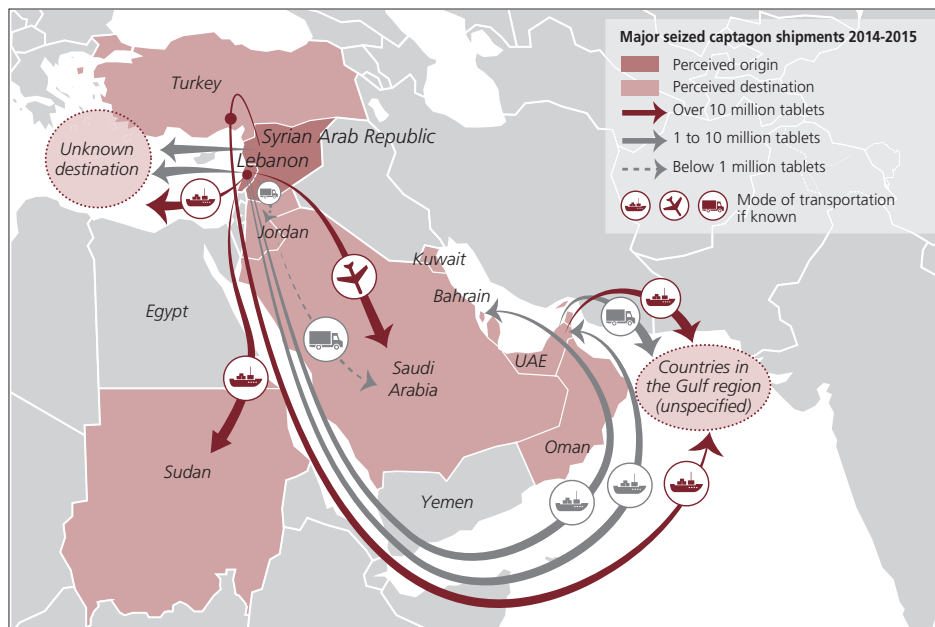 Major seized captagon shipments 2014-2015
Perceived origin
Perceived destination
Over 10 million tablets
1 to 10 million tablets
Below 1 million tablets
Mode of transportation
if known
Turkey
Syrian Arab Republic
Unknown
destination
Lebanon
Jordan
Kuwait
Bahrain
Egypt
UAE
Saudi
Arabia
Countries in
the Gulf region
(unspecified)
Oman
Sudan
Yemen